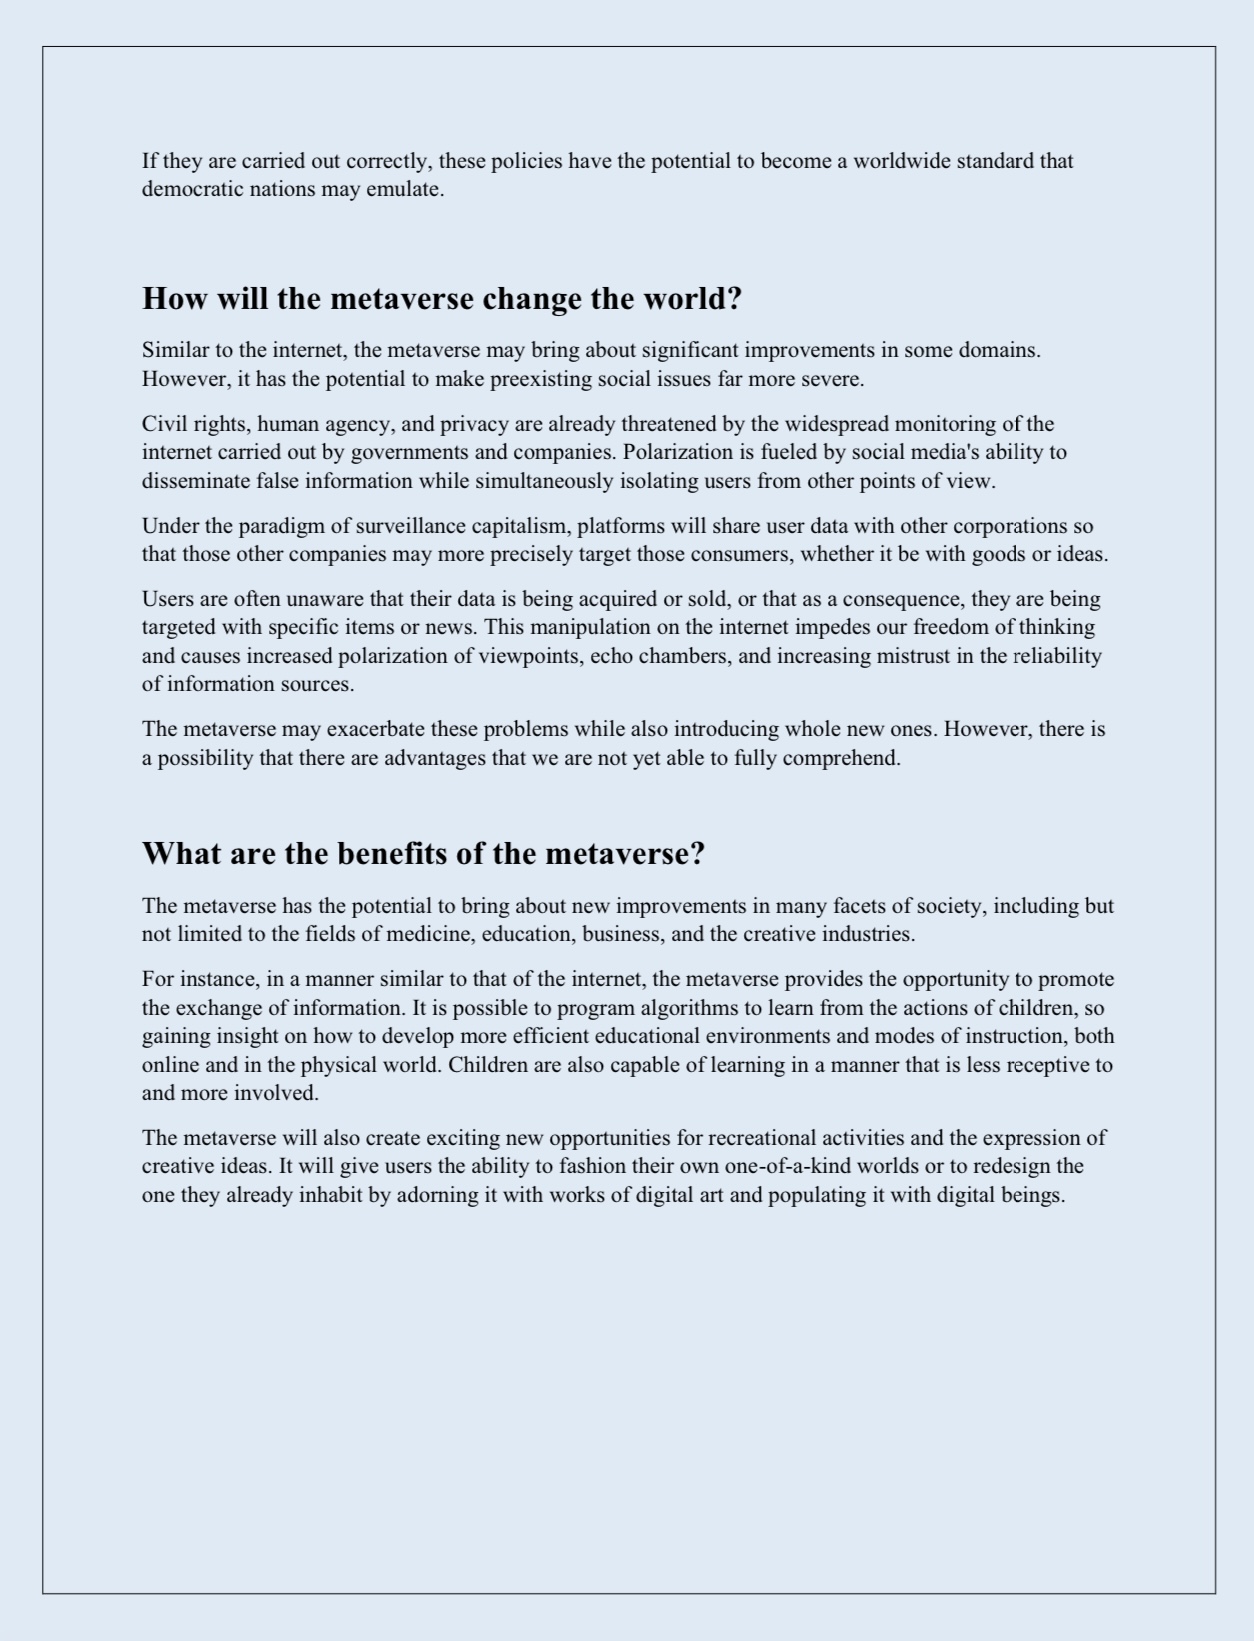 If they are carried out correctly, these policies have the potential to become a worldwide standard that
democratic nations may emulate.
How will the metaverse change the world?
Similar to the internet, the metaverse may bring about significant improvements in some domains.
However, it has the potential to make preexisting social issues far more severe.
Civil rights, human agency, and privacy are already threatened by the widespread monitoring of the
internet carried out by governments and companies. Polarization is fueled by social media's ability to
disseminate false information while simultaneously isolating users from other points of view.
Under the paradigm of surveillance capitalism, platforms will share user data with other corporations so
that those other companies may more precisely target those consumers, whether it be with goods or ideas.
Users are often unaware that their data is being acquired or sold, or that as a consequence, they are being
targeted with specific items or news. This manipulation on the internet impedes our freedom of thinking
and causes increased polarization of viewpoints, echo chambers, and increasing mistrust in the reliability
of information sources.
The metaverse may exacerbate these problems while also introducing whole new ones. However, there is
a possibility that there are advantages that we are not yet able to fully comprehend.
What are the benefits of the metaverse?
The metaverse has the potential to bring about new improvements in many facets of society, including but
not limited to the fields of medicine, education, business, and the creative industries.
For instance, in a manner similar to that of the internet, the metaverse provides the opportunity to promote
the exchange of information. It is possible to program algorithms to learn from the actions of children, so
gaining insight on how to develop more efficient educational environments and modes of instruction, both
online and in the physical world. Children are also capable of learning in a manner that is less receptive to
and more involved.
The metaverse will also create exciting new opportunities for recreational activities and the expression of
creative ideas. It will give users the ability to fashion their own one-of-a-kind worlds or to redesign the
one they already inhabit by adorning it with works of digital art and populating it with digital beings.